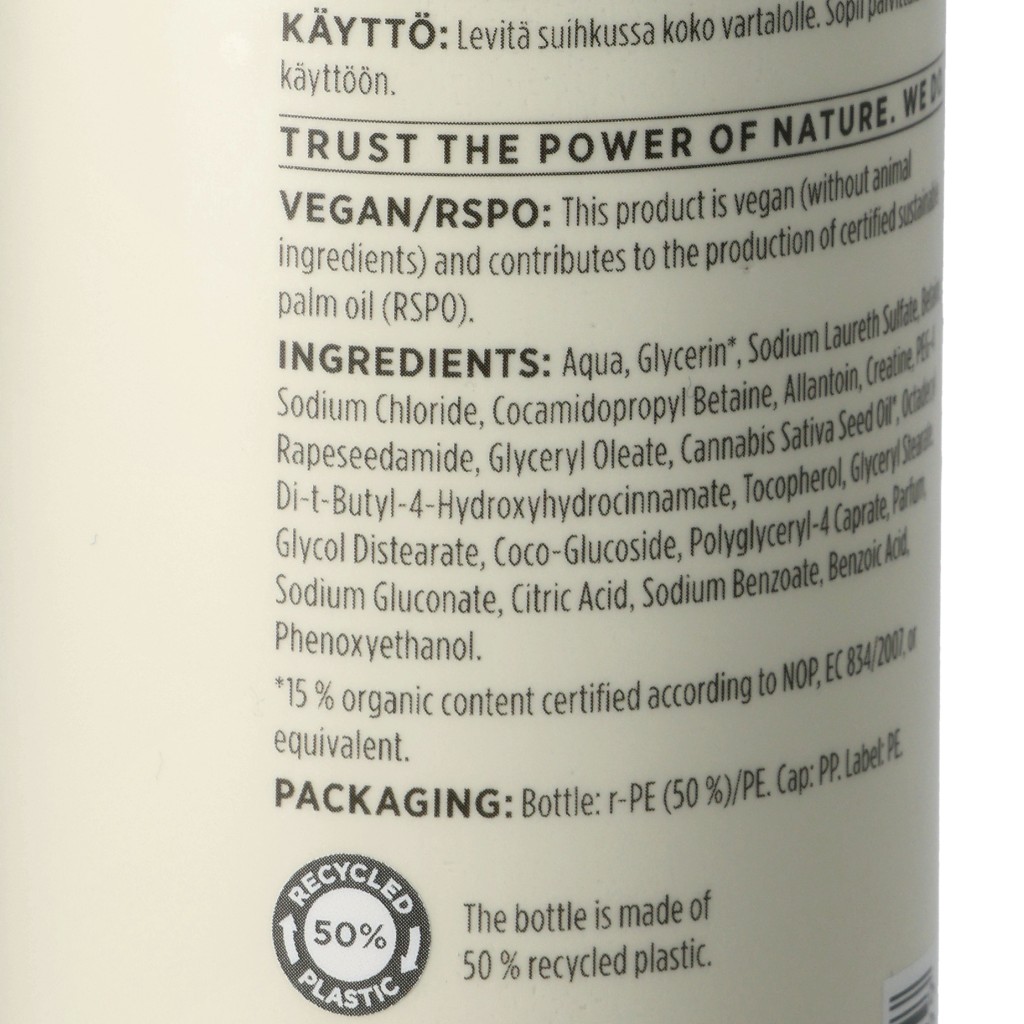 KÄYTTÖ: Levitä suihkussa koko vartalolle. Sopii
käyttöön.
TRUST THE POWER OF NATURE. WE
VEGAN/RSPO: This product is vegan (without animal
ingredients) and contributes to the production of certified sustainable
palm oil (RSPO).
INGREDIENTS: Aqua, Glycerin*, Sodium Laureth Sulfate,
Sodium Chloride, Cocamidopropyl Betaine, Allantoin, Creatine, PEG-4
Rapeseedamide, Glyceryl Oleate, Cannabis Sativa Seed Oil*,
Di-t-Butyl-4-Hydroxyhydrocinnamate, Tocopherol, Glyceryl Stearate,
Glycol Distearate, Coco-Glucoside, Polyglyceryl-4 Caprate, Parfum,
Sodium Gluconate, Citric Acid, Sodium Benzoate, Benzoic Acid,
Phenoxyethanol.
*15 % organic content certified according to NOP, EC 834/2007, or
equivalent.
PACKAGING: Bottle: r-PE (50 %)/PE. Cap: PP. Label: PE.
RECYCLED
50%
PLASTIC
The bottle is made of
50 % recycled plastic.